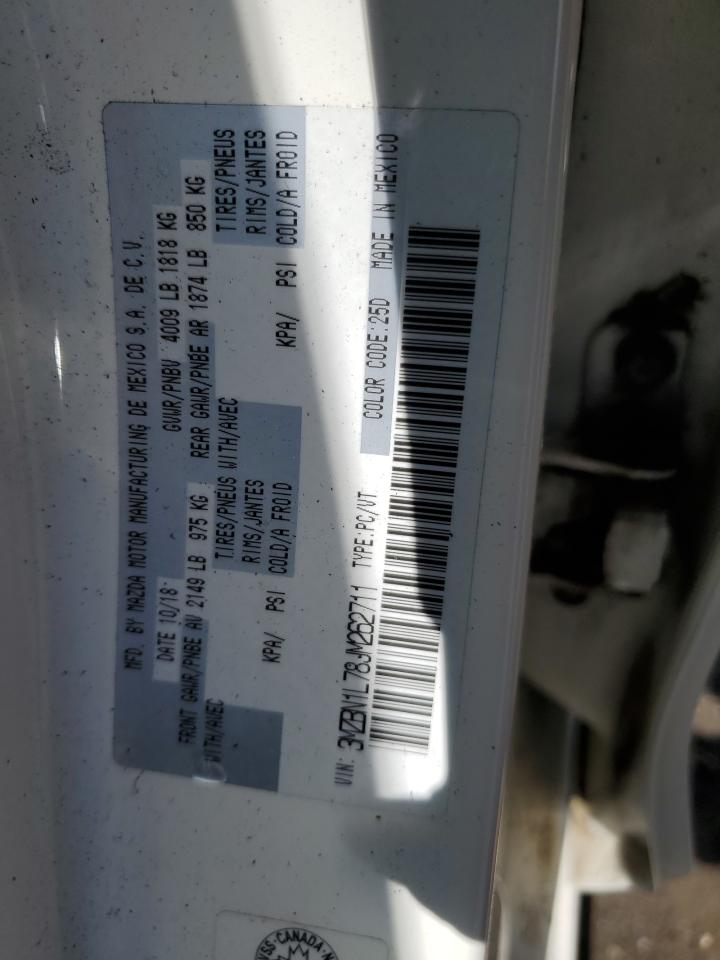 MFD. BY MAZDA MOTOR MANUFACTURING DE MEXICO S.A. DE C.V.
DATE 10/18 GVWR/PNBV 4009 LB 1818 KG
FRONT GAWR/PNBE AV 2149 LB 975 KG REAR GAWR/PNBE AR 1874 LB 850 KG
WITH/AVEC TIRES/PNEUS WITH/AVEC TIRES/PNEUS
RIMS/JANTES RIMS/JANTES
KPA/ PSI COLD/A FROID KPA/ PSI COLD/A FROID
VIN: 3MZBN1L78JM262711 TYPE:PC/VT COLOR CODE:25D MADE IN MEXICO
CANADA